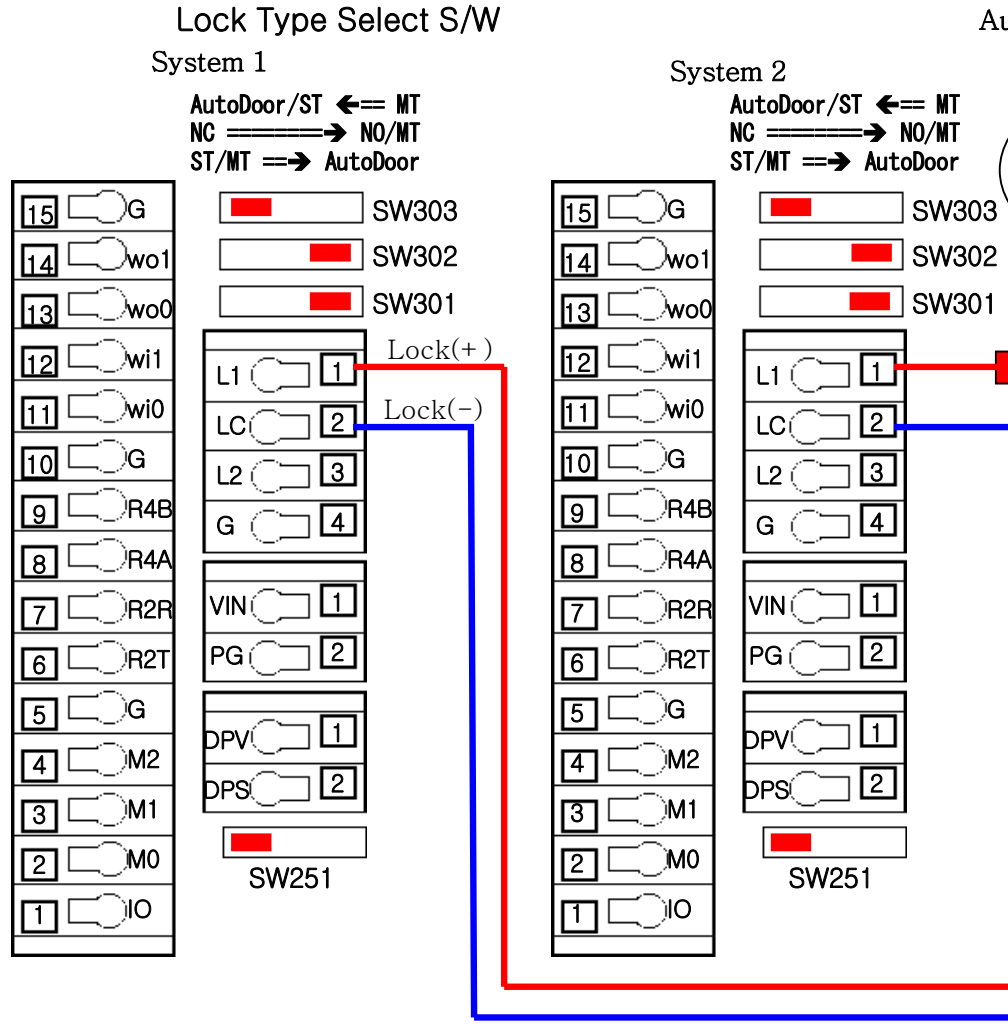 Lock Type Select S/W
Au
System 1
AutoDoor/ST ←== MT
NC ========→ NO/MT
ST/MT ==→ AutoDoor
15 G
14 wo1
13 wo0
12 wi1
11 wi0
10 G
9 R4B
8 R4A
7 R2R
6 R2T
5 G
4 M2
3 M1
2 M0
1 IO
SW303
SW302
SW301
L1 1 Lock(+)
LC 2 Lock(-)
L2 3
G 4
VIN 1
PG 2
DPV 1
DPS 2
SW251
System 2
AutoDoor/ST ←== MT
NC ========→ NO/MT
ST/MT ==→ AutoDoor
15 G
14 wo1
13 wo0
12 wi1
11 wi0
10 G
9 R4B
8 R4A
7 R2R
6 R2T
5 G
4 M2
3 M1
2 M0
1 IO
SW303
SW302
SW301
L1 1
LC 2
L2 3
G 4
VIN 1
PG 2
DPV 1
DPS 2
SW251